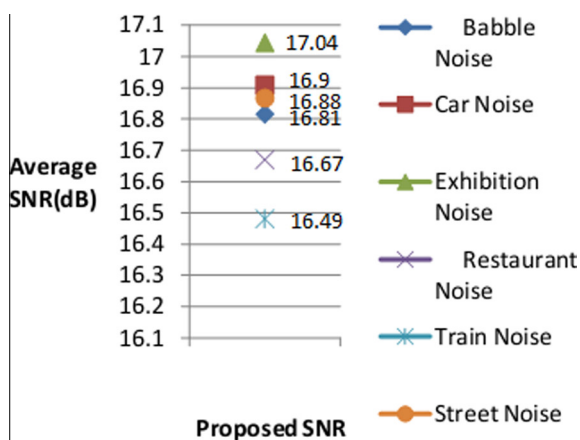 17.1
17
16.9
16.8
16.7
16.6
16.5
16.4
16.3
16.2
16.1
Average
SNR(dB)
17.04
16.9
16.88
16.81
16.67
16.49
Proposed SNR
Babble
Noise
Car Noise
Exhibition
Noise
Restaurant
Noise
Train Noise
Street Noise